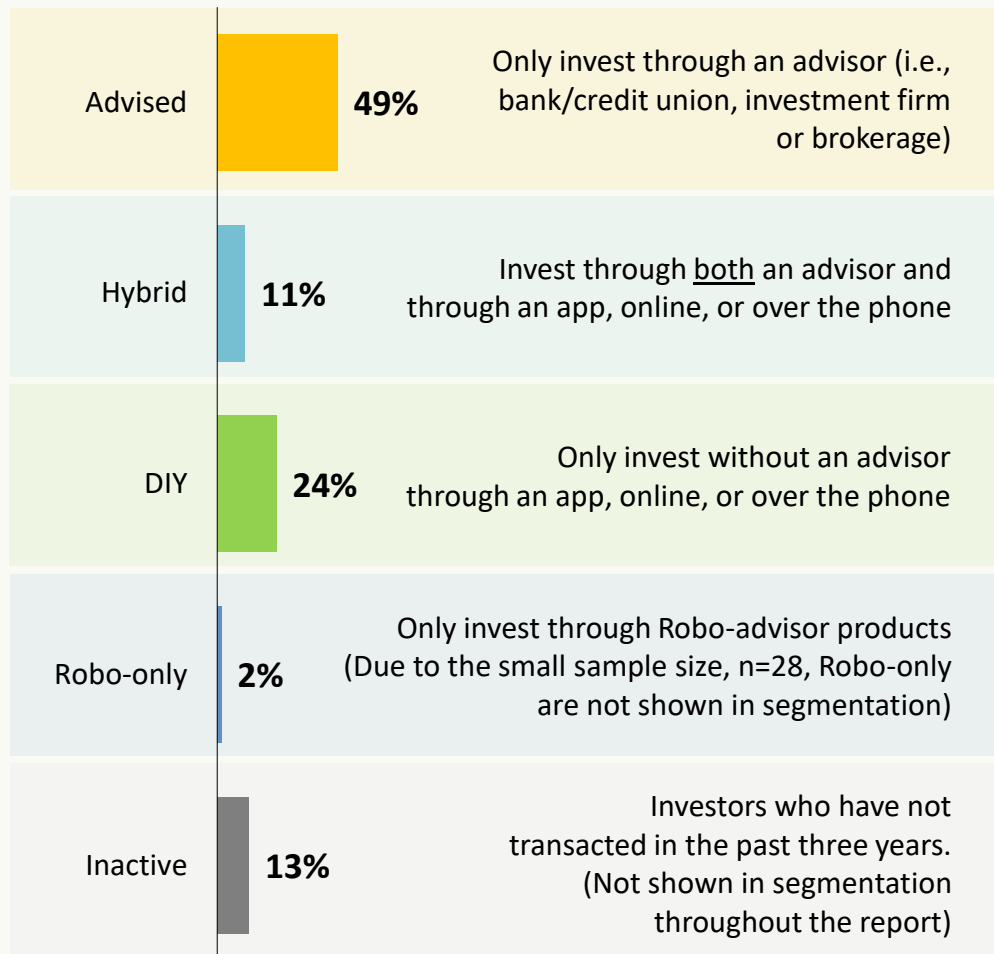 Advised
49%
Only invest through an advisor (i.e.,
bank/credit union, investment firm
or brokerage)
Hybrid
11%
Invest through both an advisor and
through an app, online, or over the phone
DIY
24%
Only invest without an advisor
through an app, online, or over the phone
Robo-only
2%
Only invest through Robo-advisor products
(Due to the small sample size, n=28, Robo-only
are not shown in segmentation)
Inactive
13%
Investors who have not
transacted in the past three years.
(Not shown in segmentation
throughout the report)